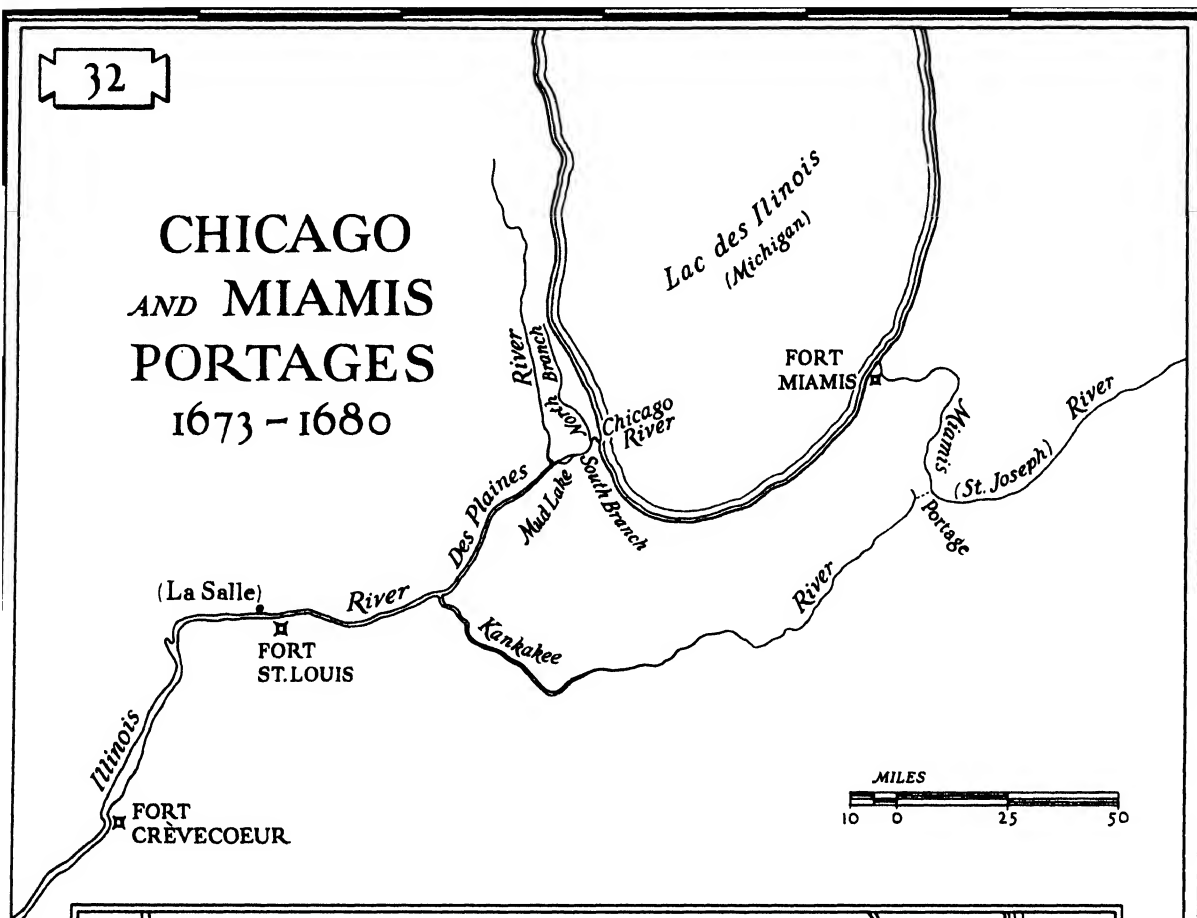 32
CHICAGO
AND MIAMIS
PORTAGES
1673 – 1680
Lac des Ilinois
(Michigan)
River
North Branch
Chicago
River
FORT
MIAMIS
Miamis
River
(St. Joseph)
Portage
Des Plaines
Mud Lake
South Branch
(La Salle)
River
FORT
ST. LOUIS
Kankakee
River
Illinois
FORT
CRÈVECOEUR
MILES
10 0 25 50